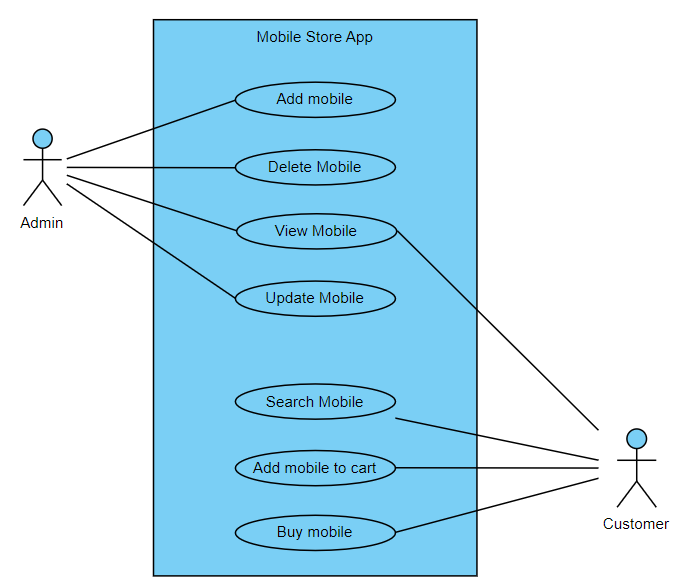 Mobile Store App
Add mobile
Delete Mobile
Admin
View Mobile
Update Mobile
Search Mobile
Add mobile to cart
Customer
Buy mobile